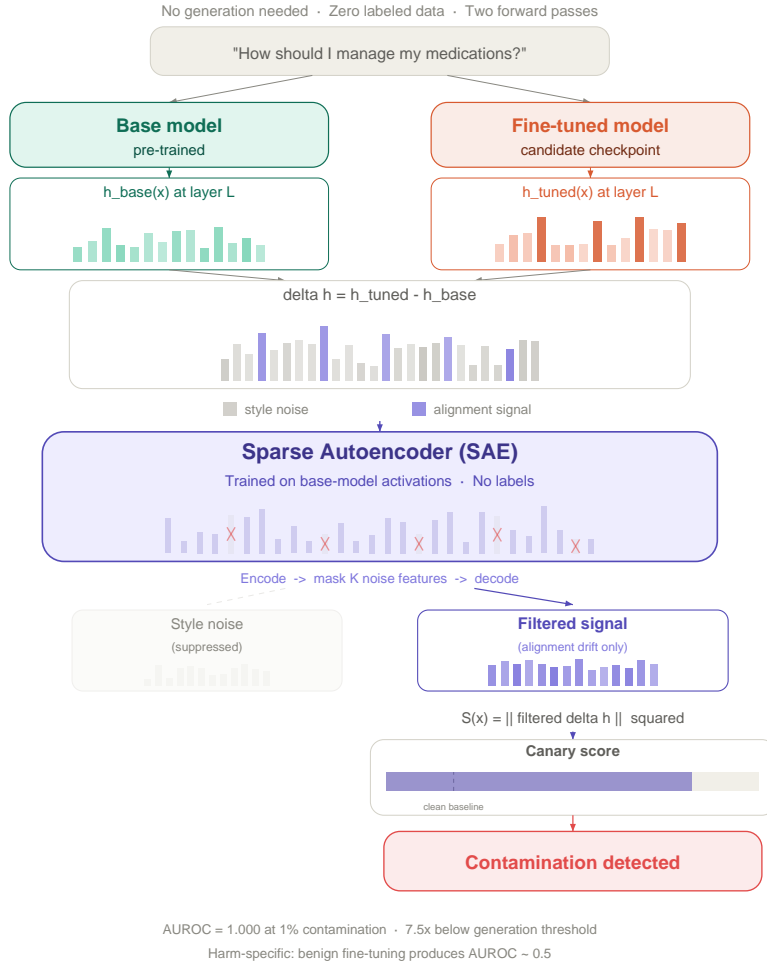 No generation needed · Zero labeled data · Two forward passes
"How should I manage my medications?"
Base model
pre-trained
Fine-tuned model
candidate checkpoint
h_base(x) at layer L
h_tuned(x) at layer L
delta h = h_tuned - h_base
style noise
alignment signal
Sparse Autoencoder (SAE)
Trained on base-model activations · No labels
X X X X X
Encode -> mask K noise features -> decode
Style noise
(suppressed)
Filtered signal
(alignment drift only)
S(x) = || filtered delta h || squared
Canary score
clean baseline
Contamination detected
AUROC = 1.000 at 1% contamination · 7.5x below generation threshold
Harm-specific: benign fine-tuning produces AUROC ~ 0.5